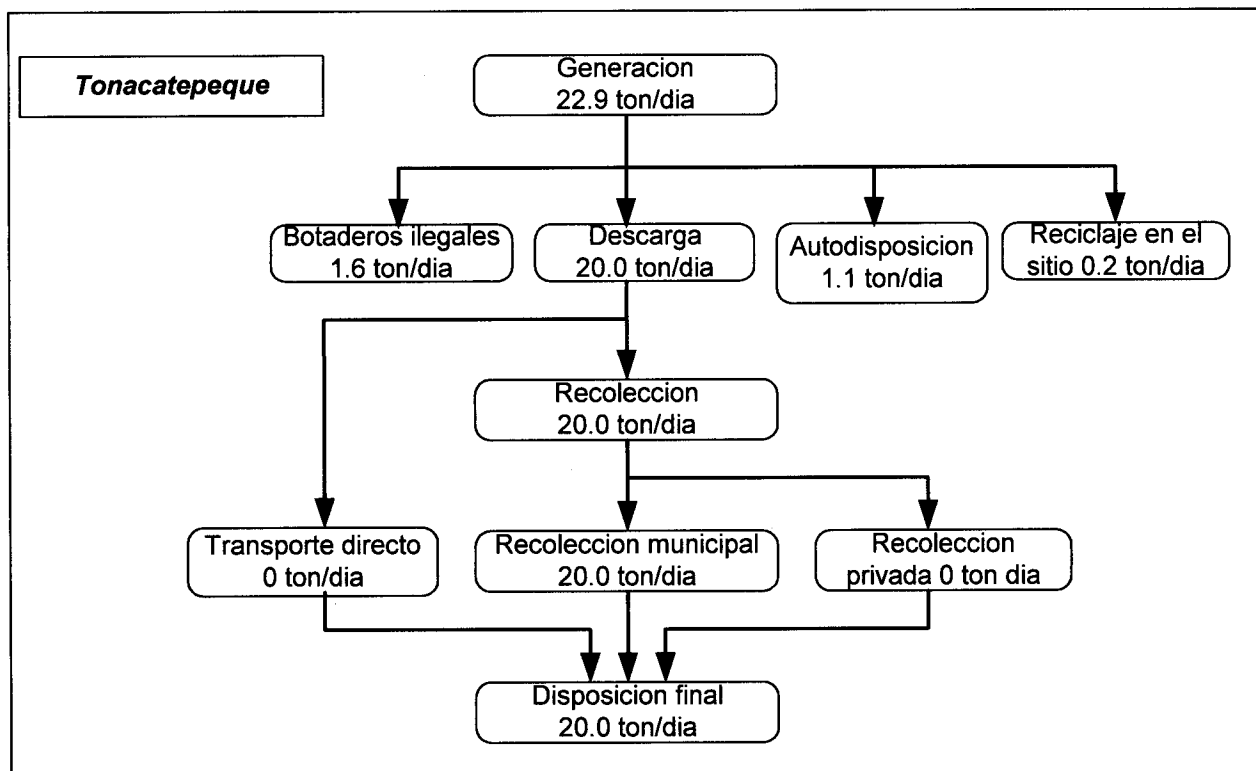 Tonacatepeque
Generacion
22.9 ton/dia
Botaderos ilegales
1.6 ton/dia
Descarga
20.0 ton/dia
Autodisposicion
1.1 ton/dia
Reciclaje en el
sitio 0.2 ton/dia
Recoleccion
20.0 ton/dia
Transporte directo
0 ton/dia
Recoleccion municipal
20.0 ton/dia
Recoleccion
privada 0 ton dia
Disposicion final
20.0 ton/dia